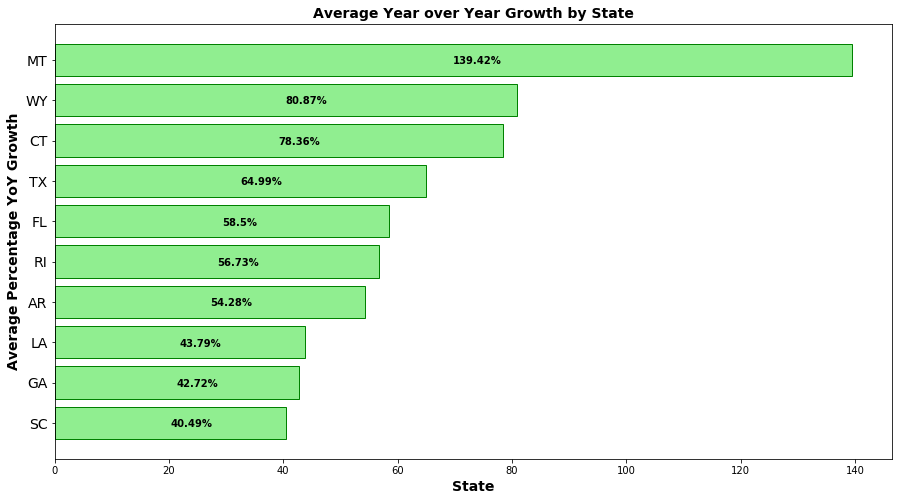 Average Year over Year Growth by State
Average Percentage YoY Growth
MT 139.42%
WY 80.87%
CT 78.36%
TX 64.99%
FL 58.5%
RI 56.73%
AR 54.28%
LA 43.79%
GA 42.72%
SC 40.49%
0 20 40 60 80 100 120 140
State